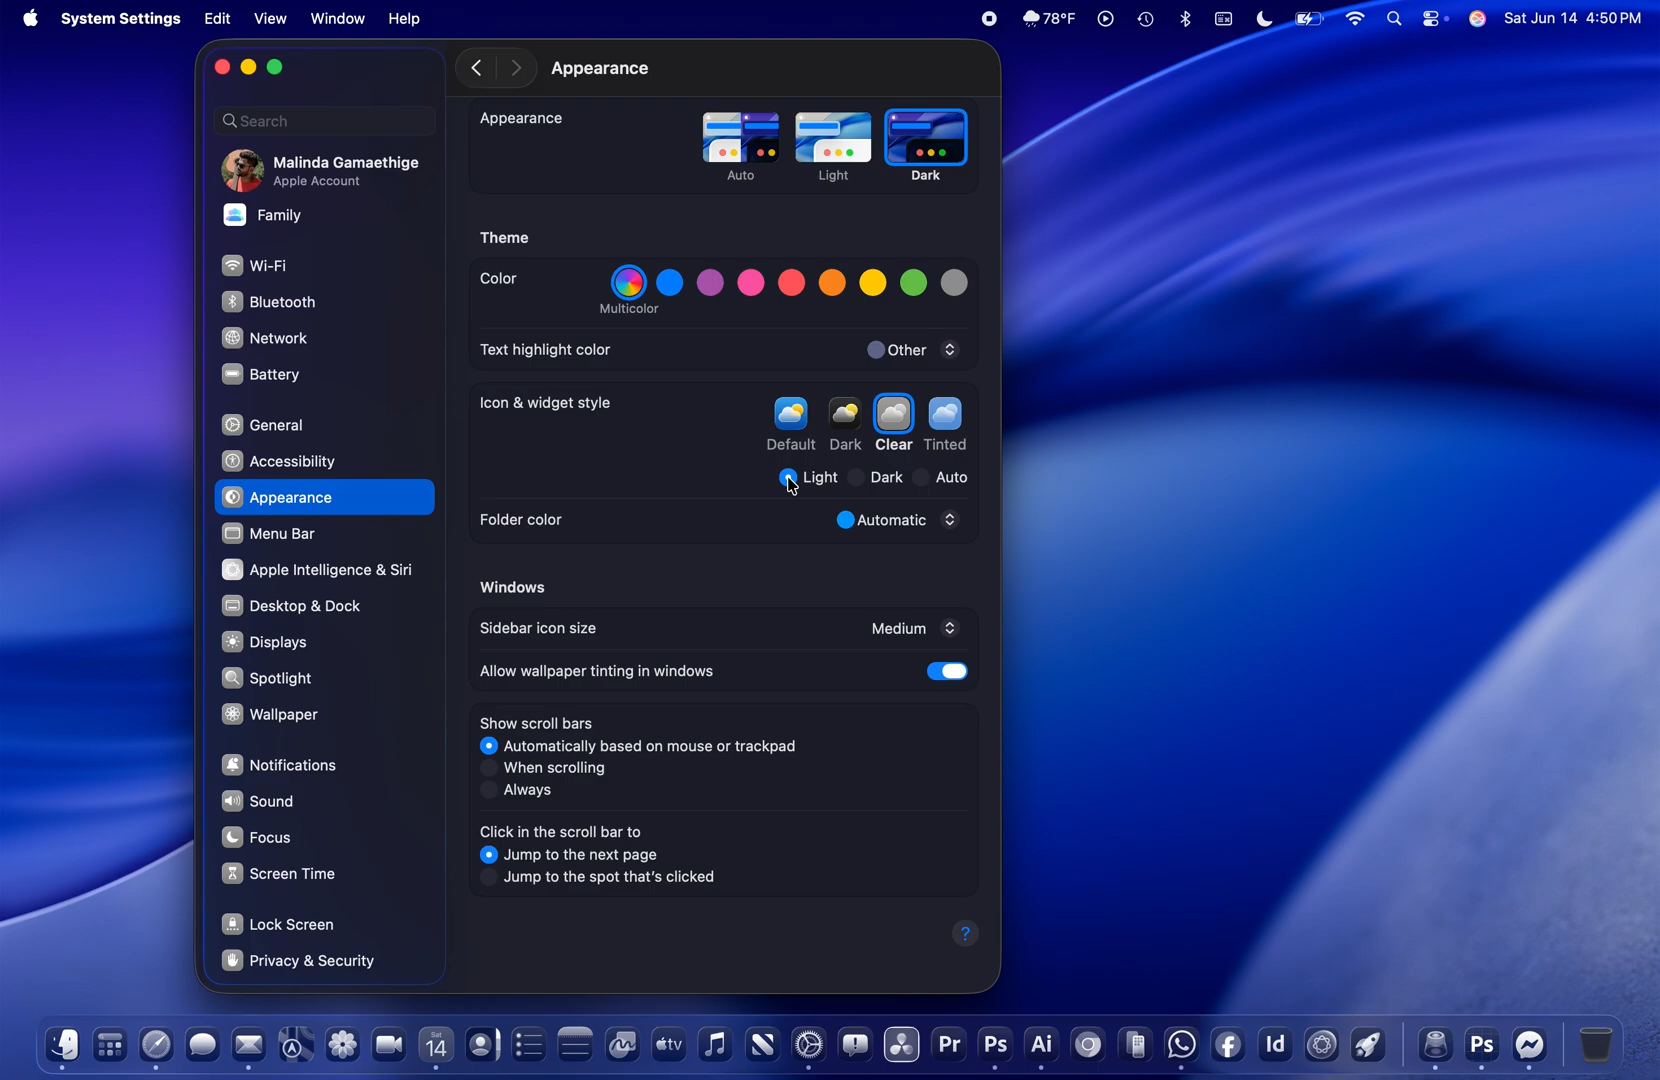 System Settings Edit View Window Help 78°F Sat Jun 14 4:50 PM
Appearance
Search
Malinda Gamaethige
Apple Account
Family
Wi-Fi
Bluetooth
Network
Battery
General
Accessibility
Appearance
Menu Bar
Apple Intelligence & Siri
Desktop & Dock
Displays
Spotlight
Wallpaper
Notifications
Sound
Focus
Screen Time
Lock Screen
Privacy & Security
Appearance
Auto Light Dark
Theme
Color
Multicolor
Text highlight color Other
Icon & widget style
Default Dark Clear Tinted
Light Dark Auto
Folder color Automatic
Windows
Sidebar icon size Medium
Allow wallpaper tinting in windows
Show scroll bars
Automatically based on mouse or trackpad
When scrolling
Always
Click in the scroll bar to
Jump to the next page
Jump to the spot that's clicked
?
Sat
14 tv Pr Ps Ai Id Ps